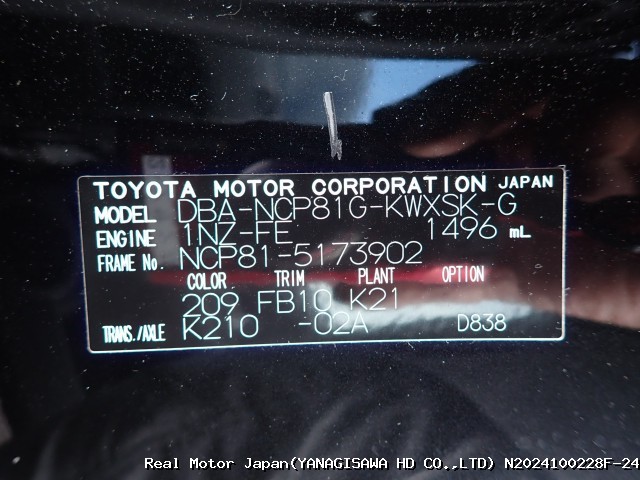 TOYOTA MOTOR CORPORATION JAPAN
MODEL DBA-NCP81G-KWXSK-G
ENGINE 1NZ-FE 1496 mL
FRAME No. NCP81-5173902
COLOR TRIM PLANT OPTION
209 FB10 K21
TRANS./AXLE K210 -02A D838
Real Motor Japan(YANAGISAWA HD CO.,LTD) N2024100228F-24